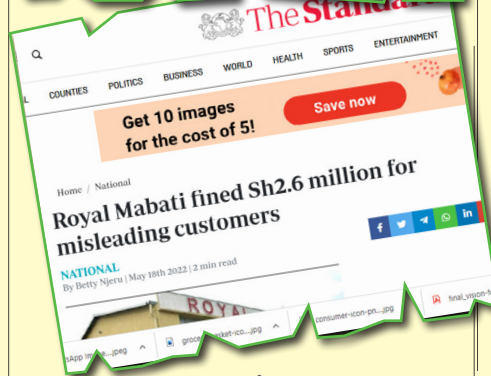 The Standard
COUNTIES POLITICS BUSINESS WORLD HEALTH SPORTS ENTERTAINMENT
Get 10 images
for the cost of 5!
Save now
Home / National
Royal Mabati fined Sh2.6 million for
misleading customers
NATIONAL
By Betty Njeru | May 18th 2022 | 2 min read
f in
ROYA
sApp Im e....jpeg groce sket-ico...jpg consumer-icon-pn...jpg final_vision-f